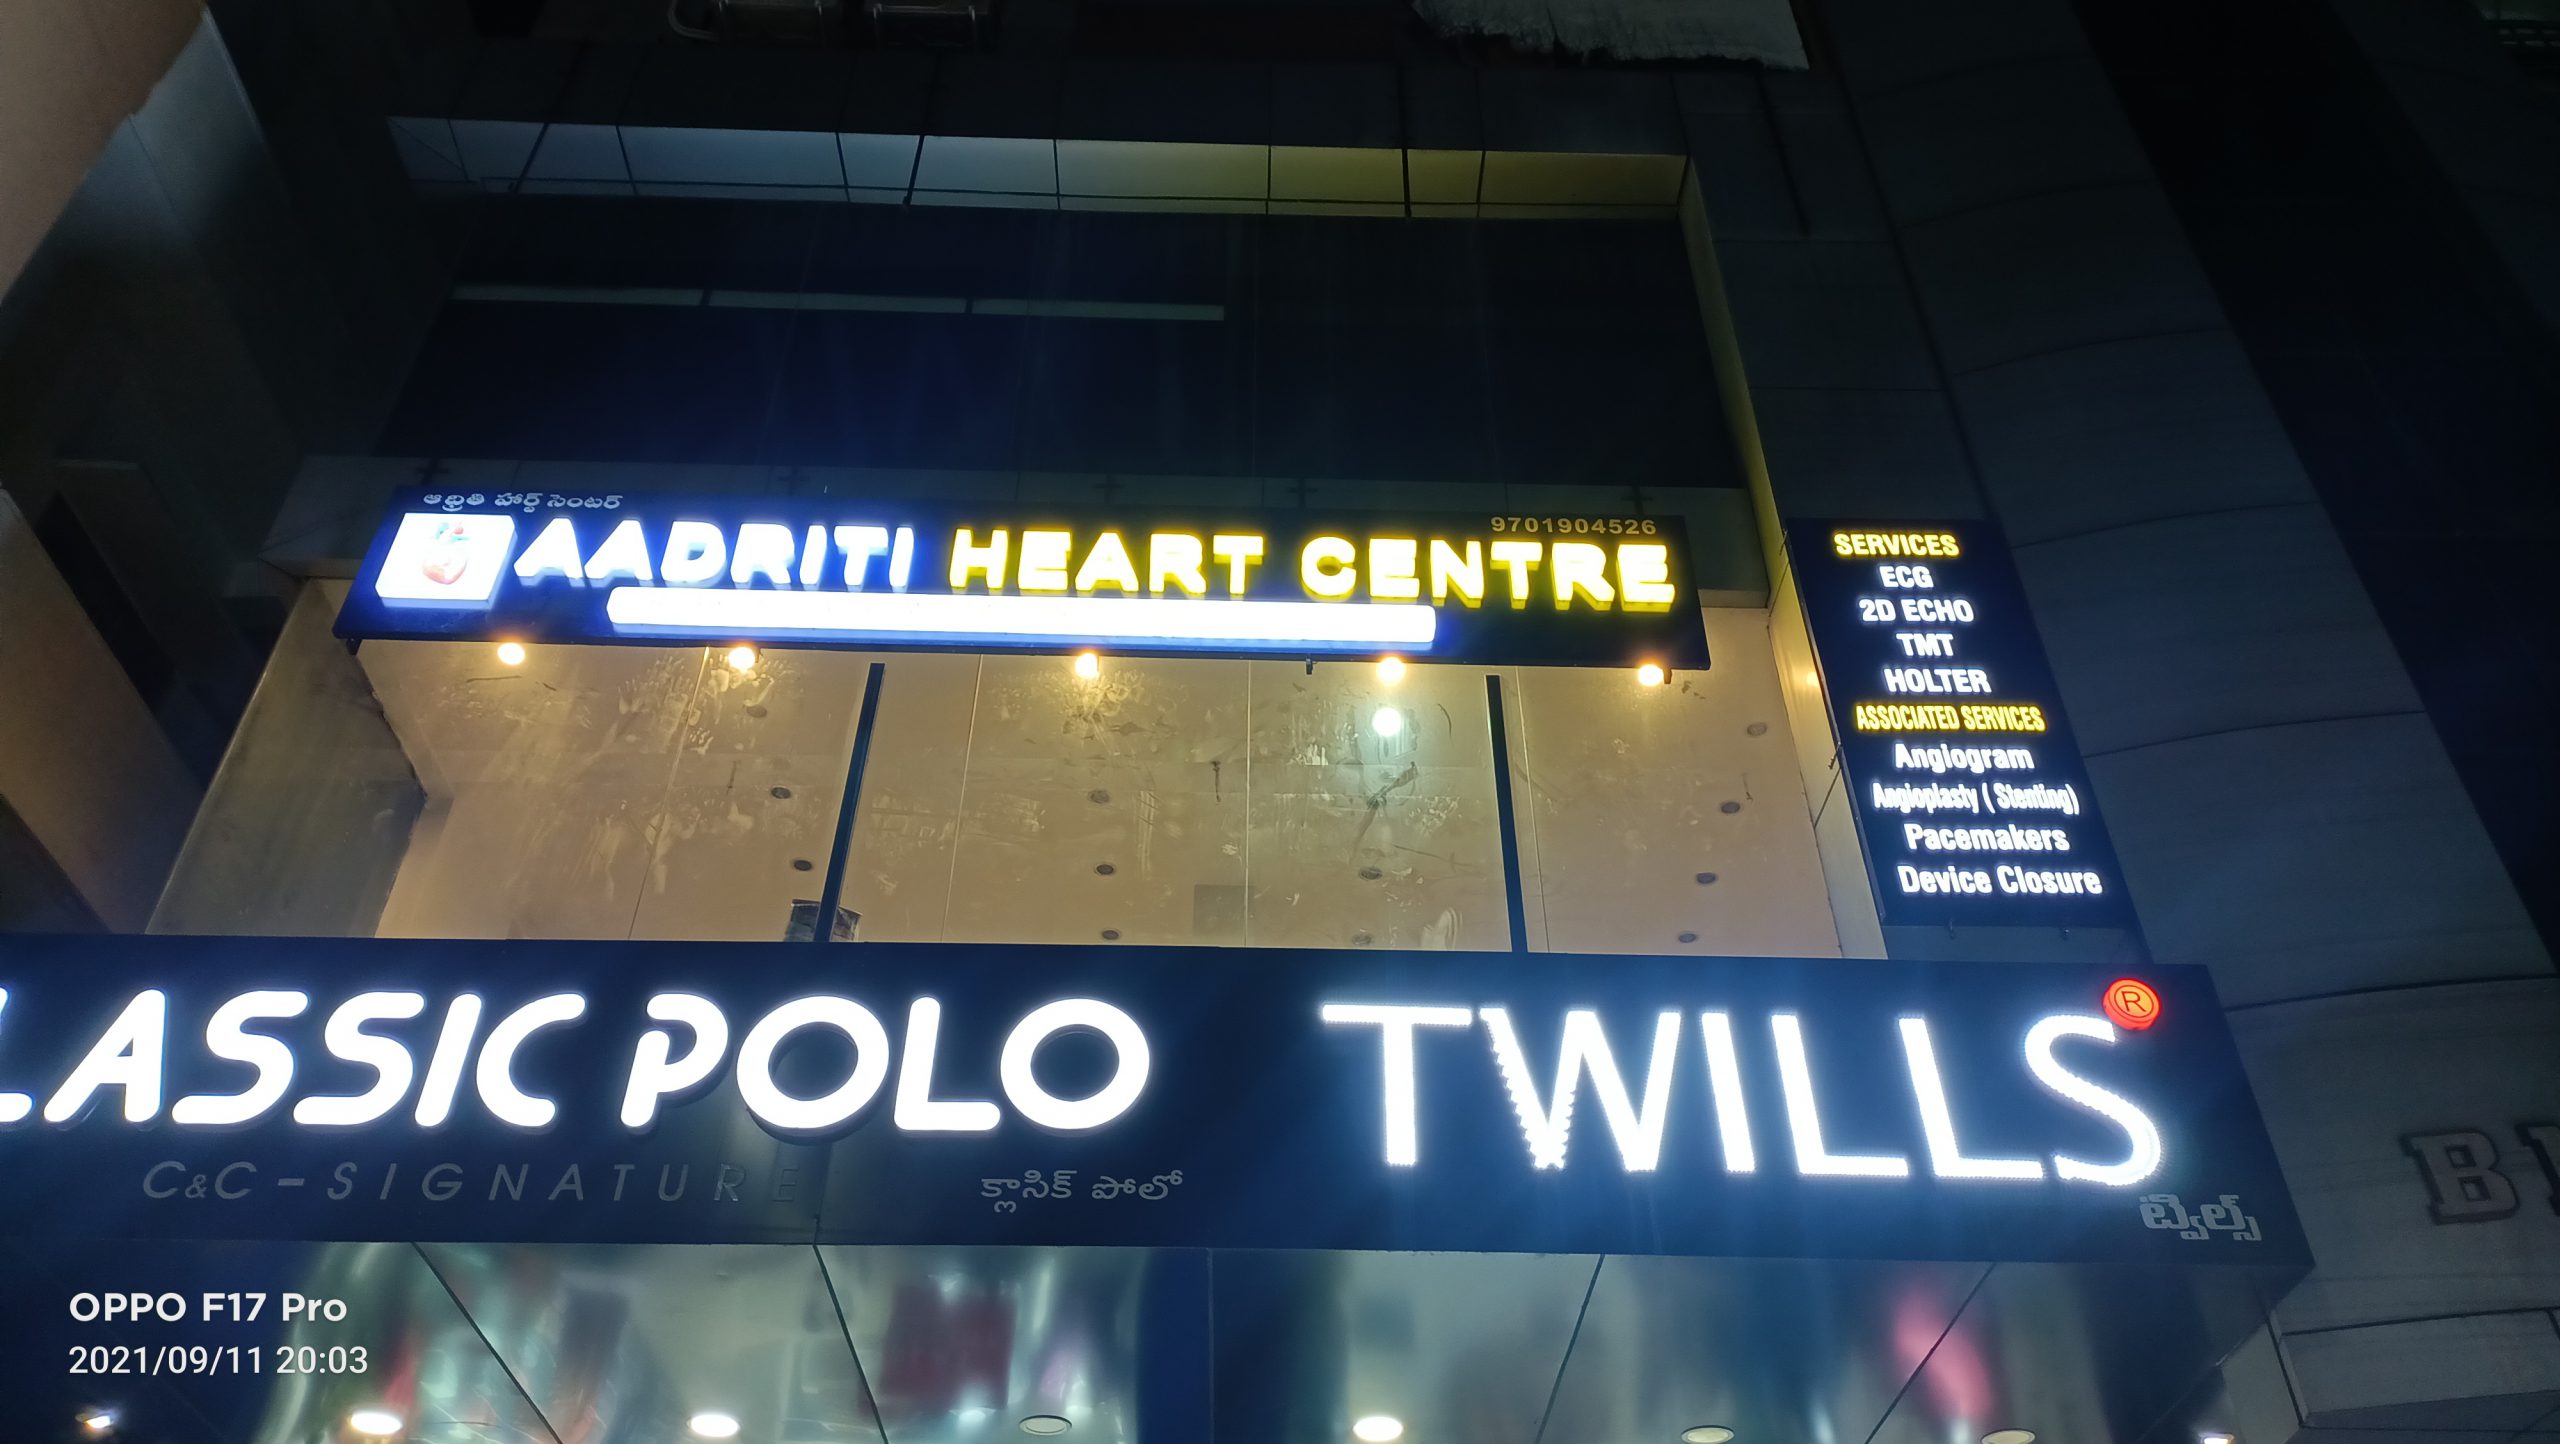 ఆద్రితి హార్ట్ సెంటర్
9701904526
AADRITI HEART CENTRE
SERVICES
ECG
2D ECHO
TMT
HOLTER
ASSOCIATED SERVICES
Angiogram
Angioplasty ( Stenting)
Pacemakers
Device Closure
LASSIC POLO
C&C-SIGNATURE
క్లాసిక్ పోలో
TWILLS®
ట్విల్స్
B
OPPO F17 Pro
2021/09/11 20:03